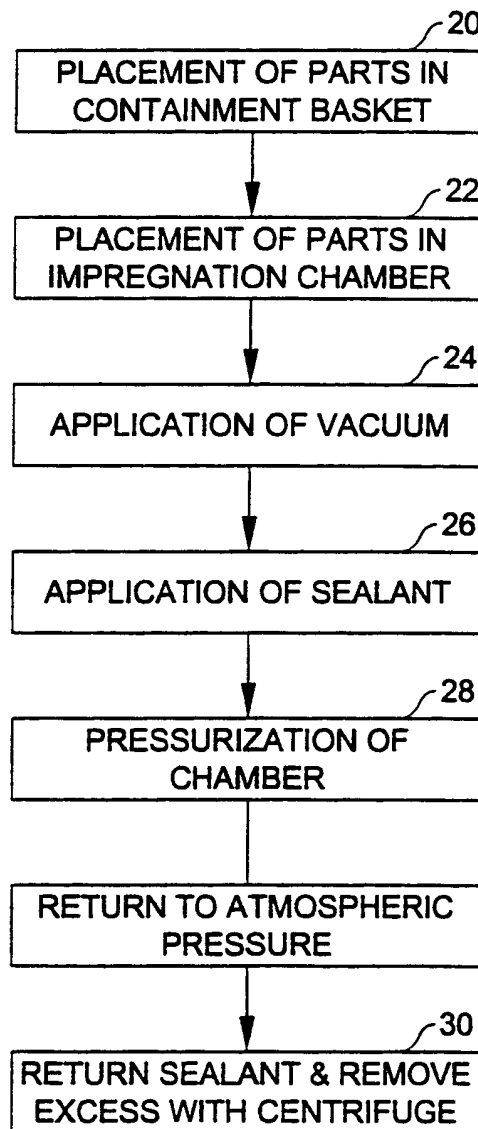 20
PLACEMENT OF PARTS IN
CONTAINMENT BASKET
22
PLACEMENT OF PARTS IN
IMPREGNATION CHAMBER
24
APPLICATION OF VACUUM
26
APPLICATION OF SEALANT
28
PRESSURIZATION OF
CHAMBER
RETURN TO ATMOSPHERIC
PRESSURE
30
RETURN SEALANT & REMOVE
EXCESS WITH CENTRIFUGE